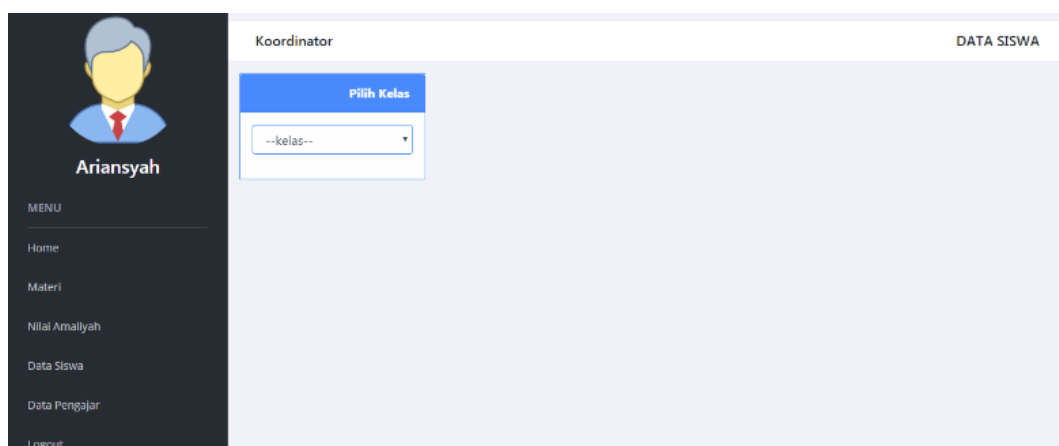 Koordinator
DATA SISWA
Pilih Kelas
--kelas--
Ariansyah
MENU
Home
Materi
Nilai Amaliyah
Data Siswa
Data Pengajar
Logout